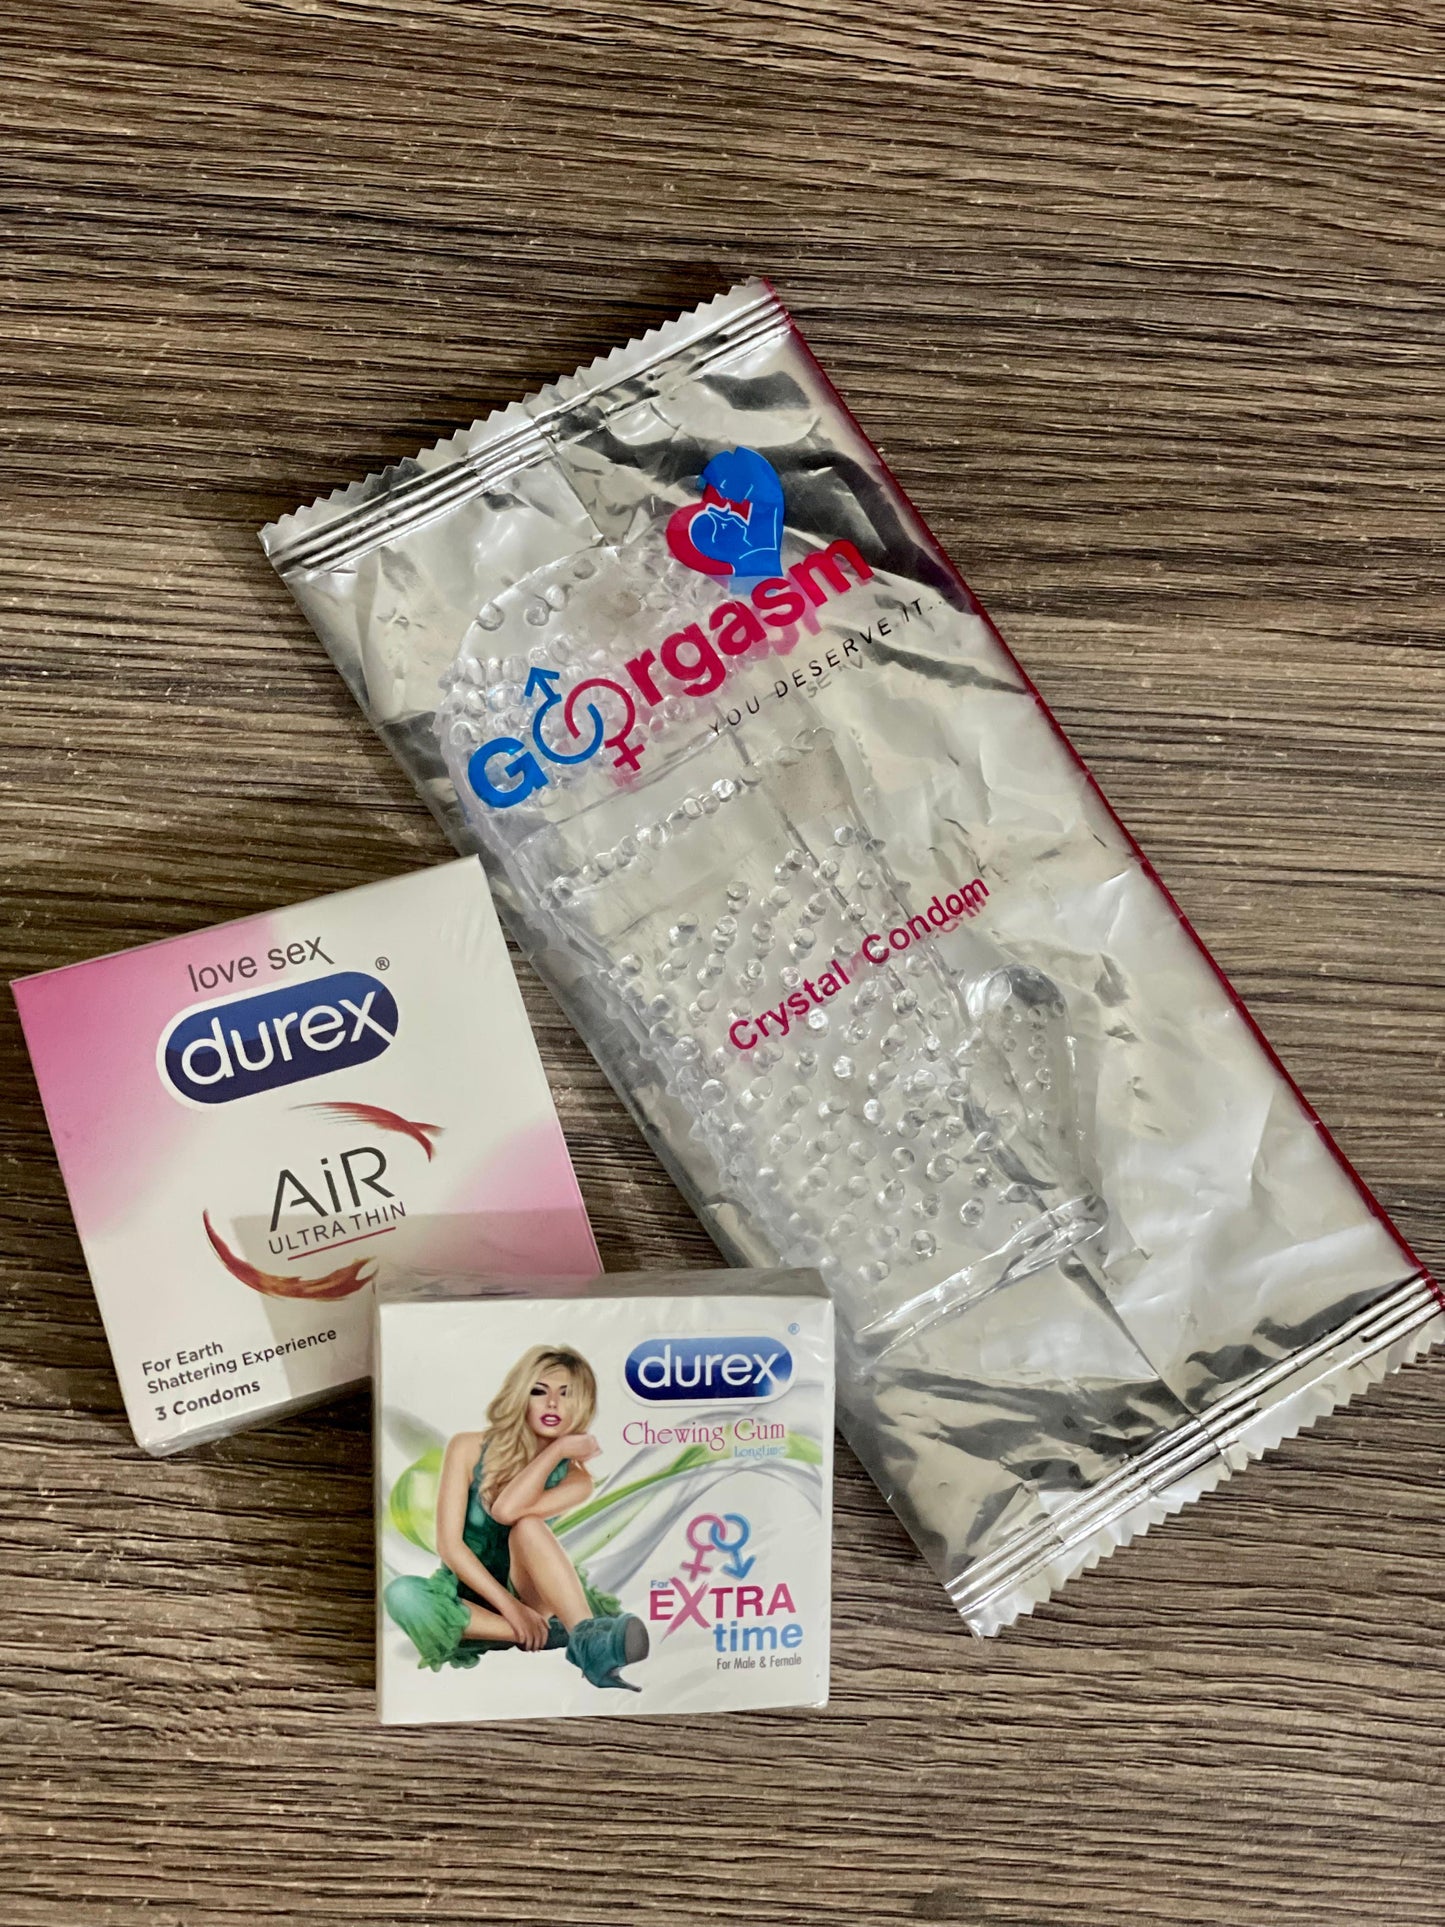 Goorgasm
YOU DESERVE IT...
Crystal Condom
love sex
durex®
AiR
ULTRA THIN
For Earth
Shattering Experience
3 Condoms
durex®
Chewing Gum
Longtime
For
EXTRA
time
For Male & Female